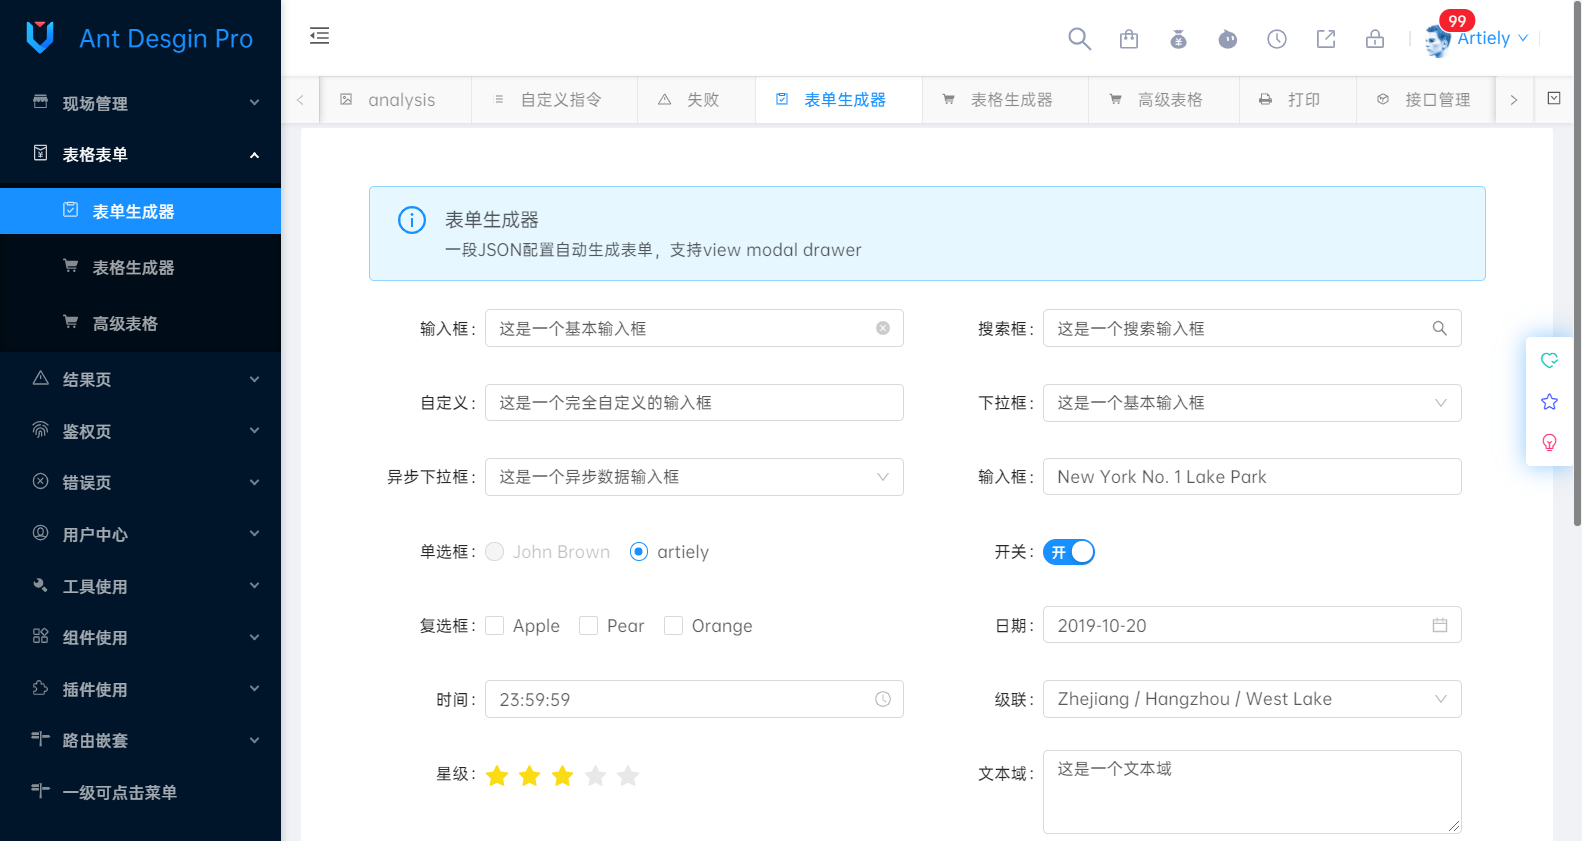 Ant Desgin Pro
现场管理
表格表单
表单生成器
表格生成器
高级表格
结果页
鉴权页
错误页
用户中心
工具使用
组件使用
插件使用
路由嵌套
一级可点击菜单
99
Artiely
analysis
自定义指令
失败
表单生成器
表格生成器
高级表格
打印
接口管理
表单生成器
一段JSON配置自动生成表单，支持view modal drawer
输入框: 这是一个基本输入框
搜索框: 这是一个搜索输入框
自定义: 这是一个完全自定义的输入框
下拉框: 这是一个基本输入框
异步下拉框: 这是一个异步数据输入框
输入框: New York No. 1 Lake Park
单选框: John Brown artiely
开关: 开
复选框: Apple Pear Orange
日期: 2019-10-20
时间: 23:59:59
级联: Zhejiang / Hangzhou / West Lake
星级:
文本域: 这是一个文本域